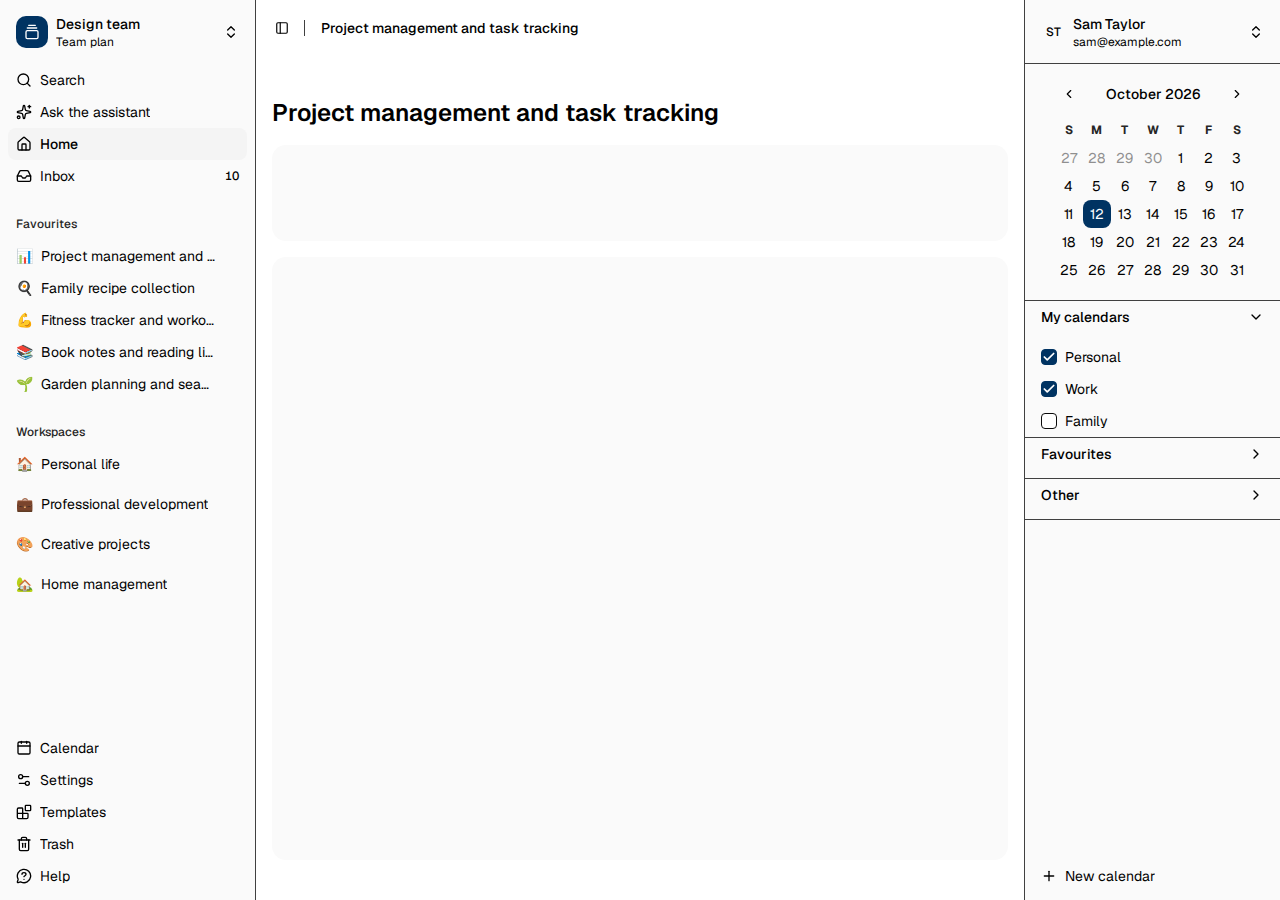 Design team
Team plan
Search
Ask the assistant
Home
Inbox 10
Favourites
Project management and ...
Family recipe collection
Fitness tracker and worko...
Book notes and reading li...
Garden planning and sea...
Workspaces
Personal life
Professional development
Creative projects
Home management
Calendar
Settings
Templates
Trash
Help
Project management and task tracking
Project management and task tracking
ST
Sam Taylor
sam@example.com
October 2026
S M T W T F S
27 28 29 30 1 2 3
4 5 6 7 8 9 10
11 12 13 14 15 16 17
18 19 20 21 22 23 24
25 26 27 28 29 30 31
My calendars
Personal
Work
Family
Favourites
Other
New calendar